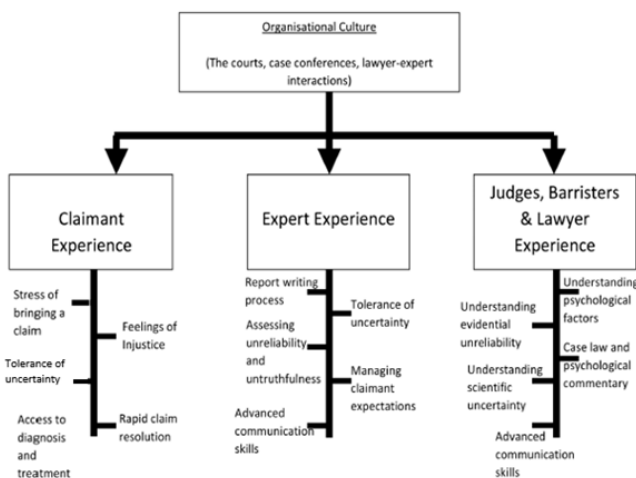 Organisational Culture
(The courts, case conferences, lawyer-expert
interactions)
Claimant
Experience
Stress of
bringing a
claim
Feelings of
Injustice
Tolerance of
uncertainty
Access to
diagnosis
and
treatment
Rapid claim
resolution
Expert Experience
Report writing
process
Tolerance of
uncertainty
Assessing
unreliability
and
untruthfulness
Managing
claimant
expectations
Advanced
communication
skills
Judges, Barristers
& Lawyer
Experience
Understanding
psychological
factors
Understanding
evidential
unreliability
Case law and
psychological
commentary
Understanding
scientific
uncertainty
Advanced
communication
skills